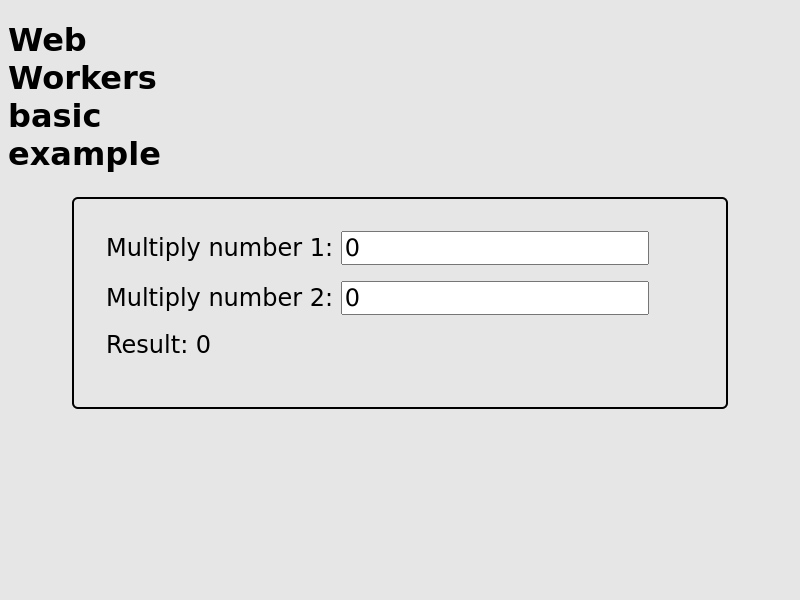 Web
Workers
basic
example
Multiply number 1: 0
Multiply number 2: 0
Result: 0